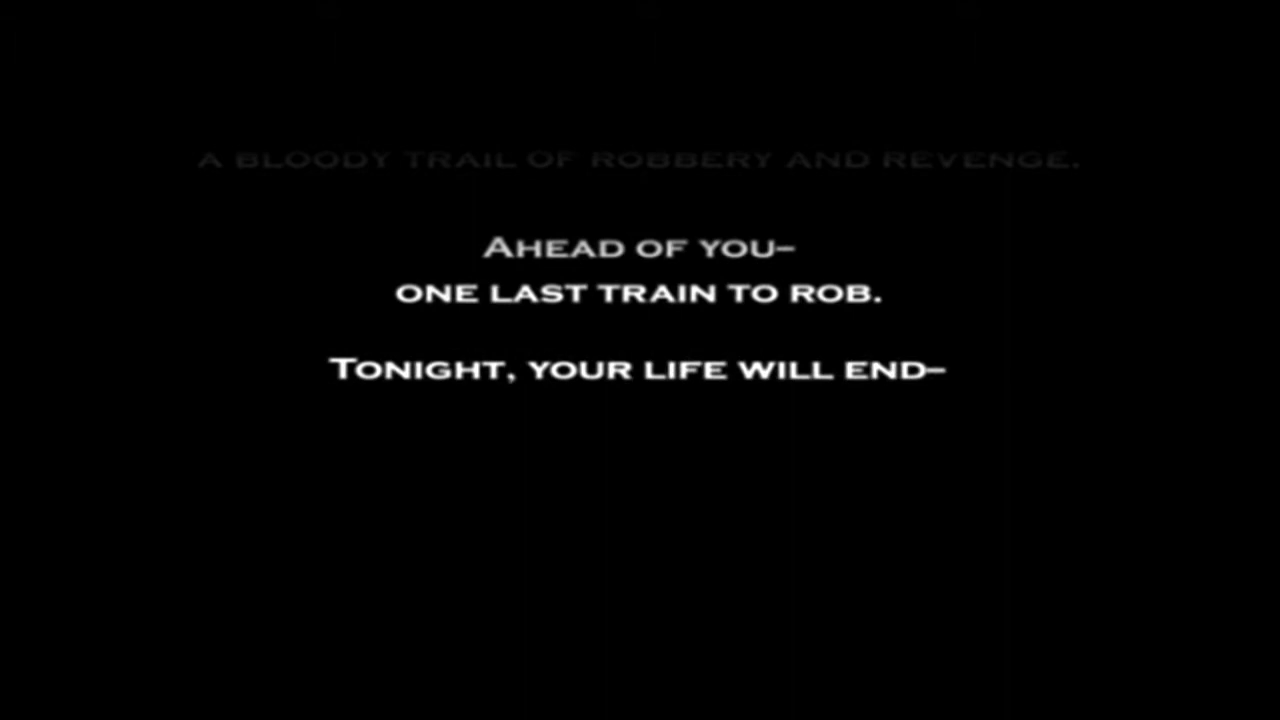 A BLOODY TRAIL OF ROBBERY AND REVENGE.
AHEAD OF YOU–
ONE LAST TRAIN TO ROB.
TONIGHT, YOUR LIFE WILL END–